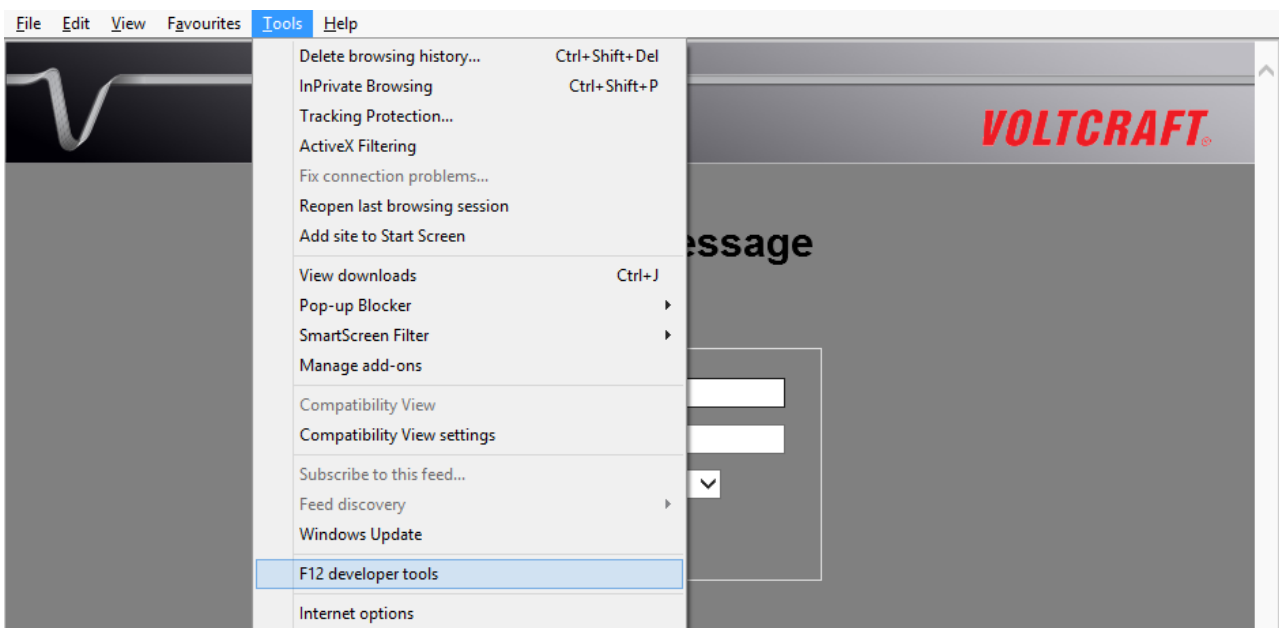 File Edit View Favourites Tools Help
Delete browsing history... Ctrl+Shift+Del
InPrivate Browsing Ctrl+Shift+P
Tracking Protection...
ActiveX Filtering
VOLTCRAFT®
Fix connection problems...
Reopen last browsing session
Add site to Start Screen
essage
View downloads Ctrl+J
Pop-up Blocker
SmartScreen Filter
Manage add-ons
Compatibility View
Compatibility View settings
Subscribe to this feed...
Feed discovery
Windows Update
F12 developer tools
Internet options